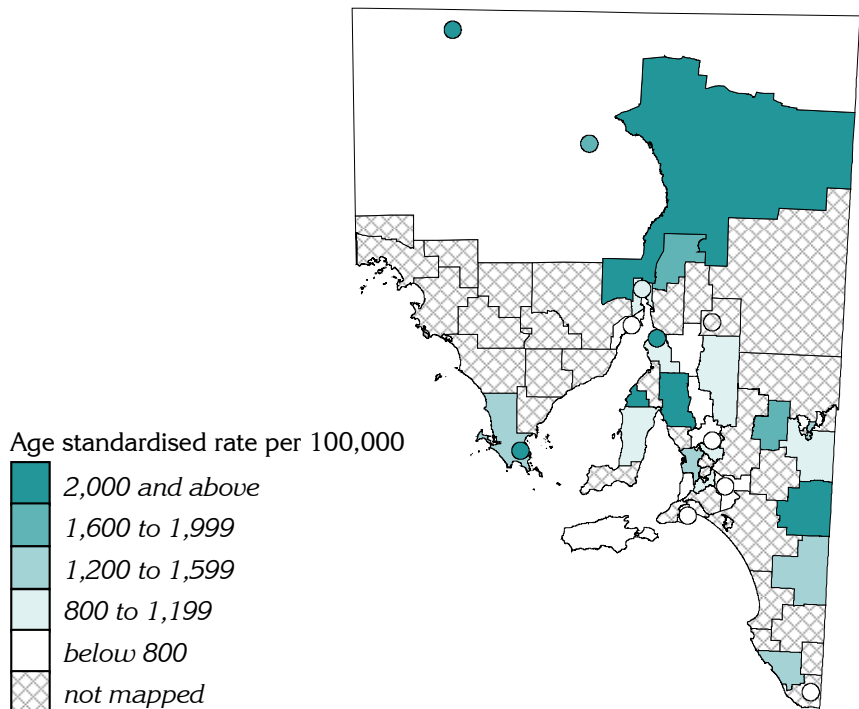 Age standardised rate per 100,000
2,000 and above
1,600 to 1,999
1,200 to 1,599
800 to 1,199
below 800
not mapped